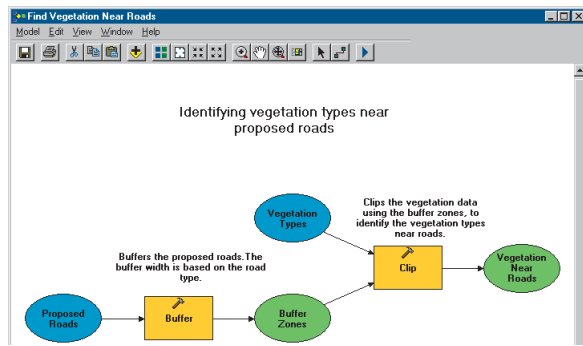 Find Vegetation Near Roads
Model Edit View Window Help
Identifying vegetation types near
proposed roads
Vegetation
Types
Clips the vegetation data
using the buffer zones, to
identify the vegetation types
near roads.
Clip
Vegetation
Near
Roads
Buffers the proposed roads. The
buffer width is based on the road
type.
Proposed
Roads
Buffer
Buffer
Zones